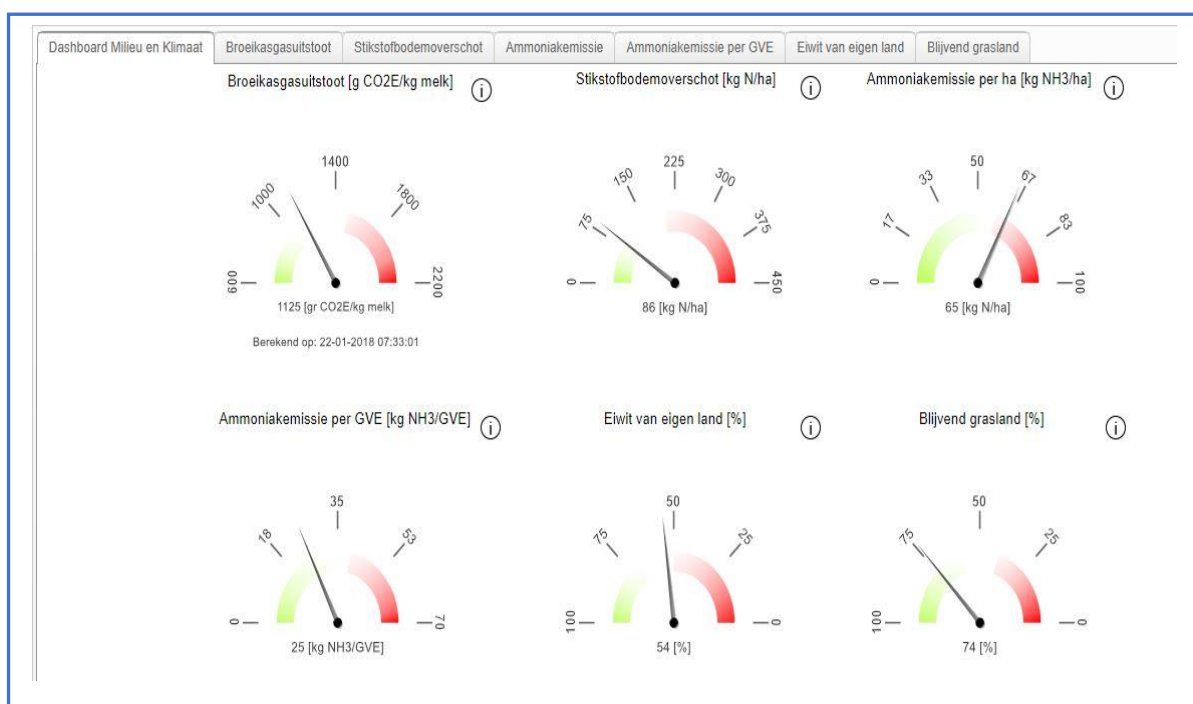 Dashboard Milieu en Klimaat Broeikasgasuitstoot Stikstofbodemoverschot Ammoniakemissie Ammoniakemissie per GVE Eiwit van eigen land Blijvend grasland
Broeikasgasuitstoot [g CO2E/kg melk] i Stikstofbodemoverschot [kg N/ha] i Ammoniakemissie per ha [kg NH3/ha] i
600 1000 1400 1800 2200
1125 [gr CO2E/kg melk]
Berekend op: 22-01-2018 07:33:01
0 75 150 225 300 375 450
86 [kg N/ha]
0 17 33 50 67 83 100
65 [kg N/ha]
Ammoniakemissie per GVE [kg NH3/GVE] i Eiwit van eigen land [%] i Blijvend grasland [%] i
0 18 35 53 70
25 [kg NH3/GVE]
100 75 50 25 0
54 [%]
100 75 50 25 0
74 [%]